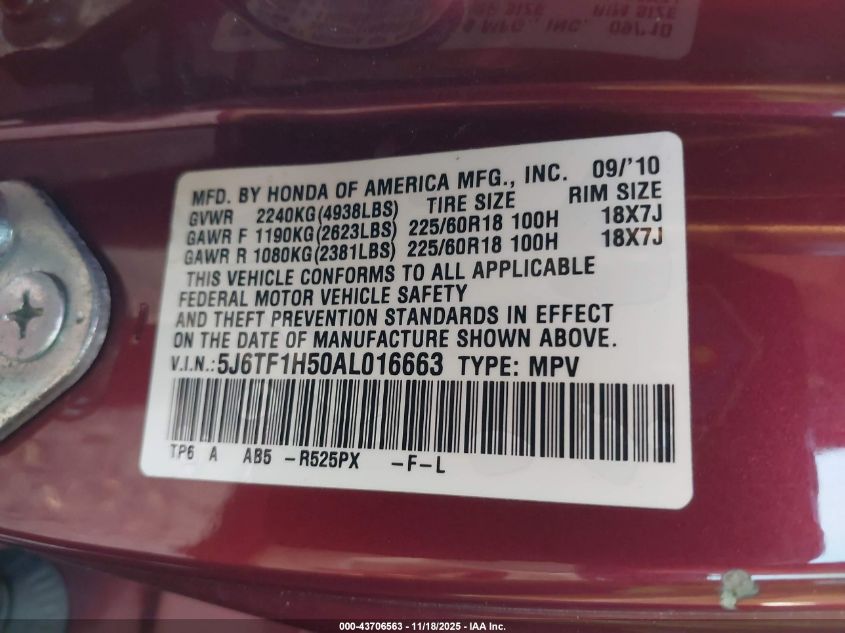 MFD. BY HONDA OF AMERICA MFG., INC. 09/'10
GVWR 2240KG(4938LBS) TIRE SIZE RIM SIZE
GAWR F 1190KG(2623LBS) 225/60R18 100H 18X7J
GAWR R 1080KG(2381LBS) 225/60R18 100H 18X7J
THIS VEHICLE CONFORMS TO ALL APPLICABLE
FEDERAL MOTOR VEHICLE SAFETY
AND THEFT PREVENTION STANDARDS IN EFFECT
ON THE DATE OF MANUFACTURE SHOWN ABOVE.
V.I.N.:5J6TF1H50AL016663 TYPE: MPV
TP6 A AB5 -R525PX -F-L
000-43706563 - 11/18/2025 - IAA Inc.